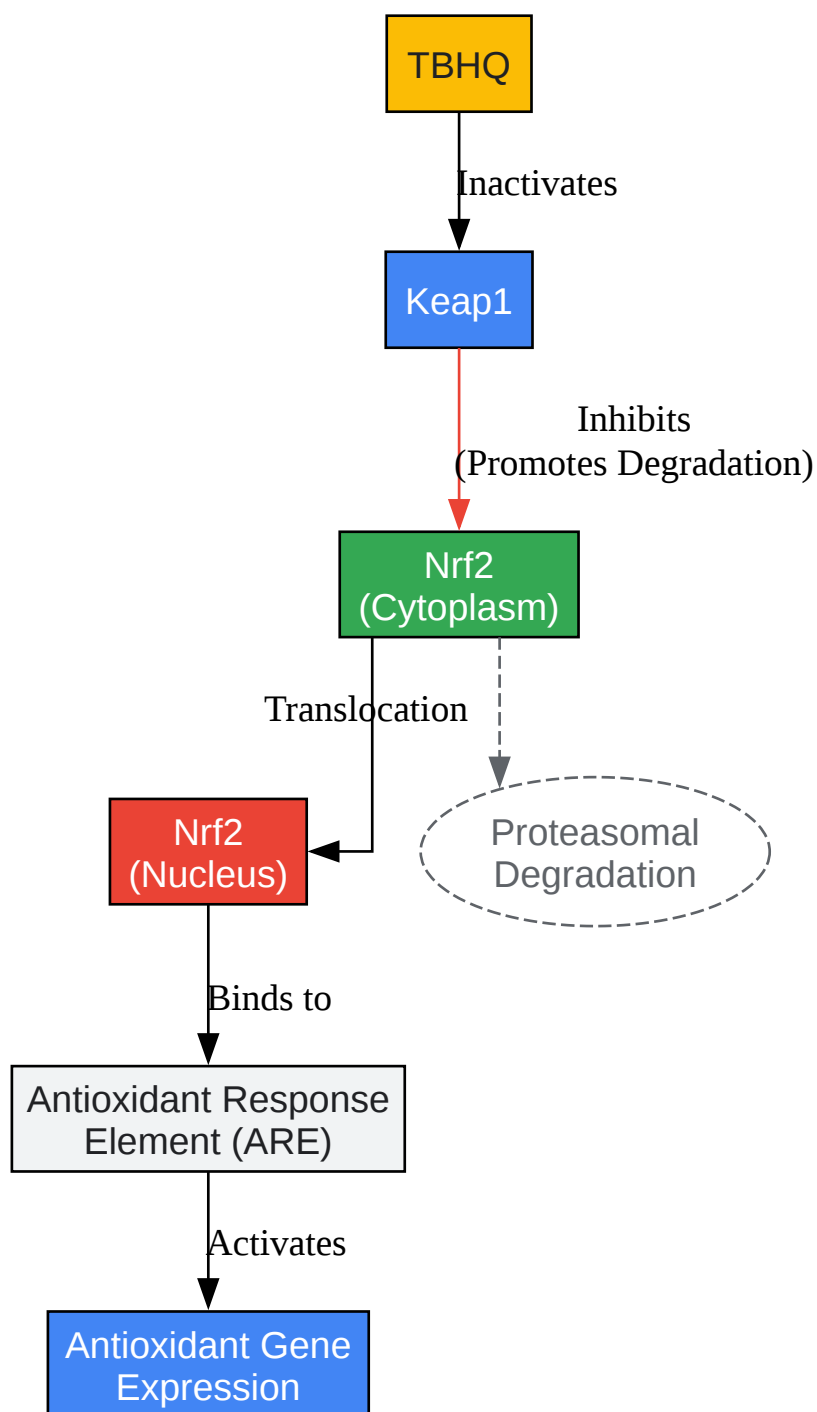 TBHQ
Inactivates
Keap1
Inhibits
(Promotes Degradation)
Nrf2
(Cytoplasm)
Translocation
Nrf2
(Nucleus)
Proteasomal
Degradation
Binds to
Antioxidant Response
Element (ARE)
Activates
Antioxidant Gene
Expression